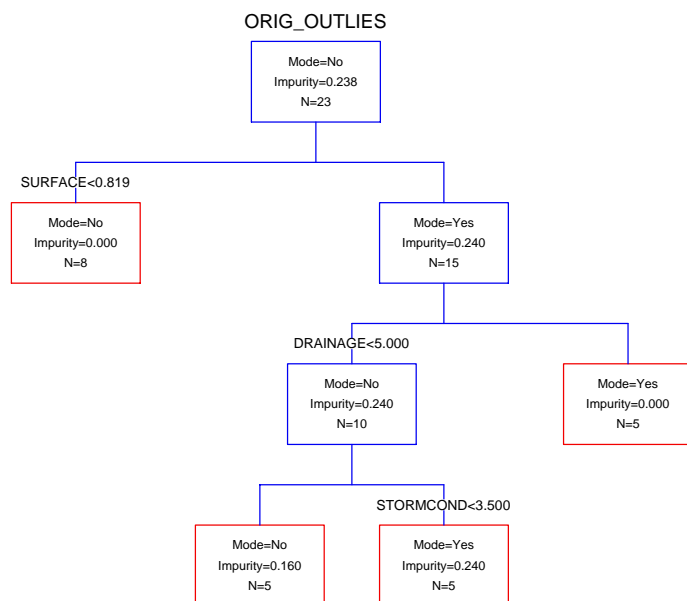 ORIG_OUTLIES
Mode=No
Impurity=0.238
N=23
SURFACE<0.819
Mode=No
Impurity=0.000
N=8
Mode=Yes
Impurity=0.240
N=15
DRAINAGE<5.000
Mode=No
Impurity=0.240
N=10
Mode=Yes
Impurity=0.000
N=5
STORMCOND<3.500
Mode=No
Impurity=0.160
N=5
Mode=Yes
Impurity=0.240
N=5